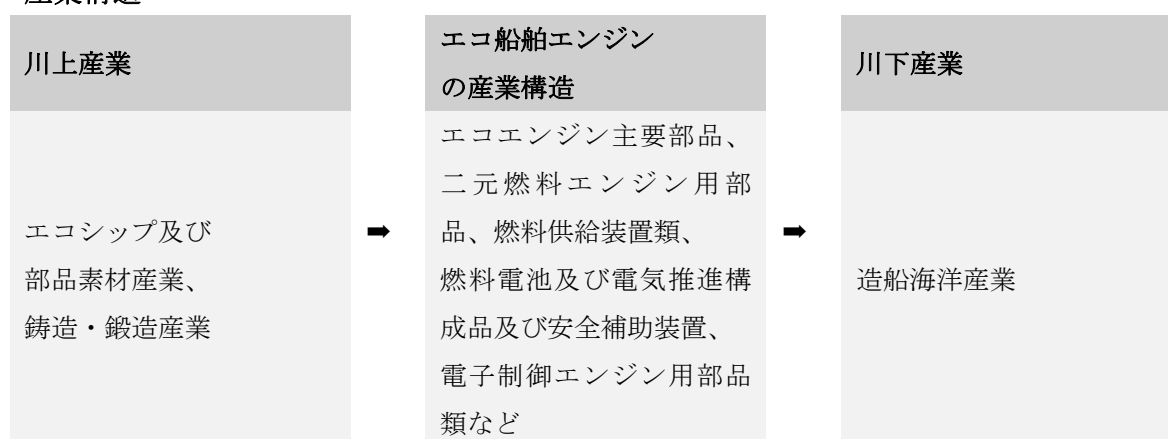 産業構造
川上産業
エコ船舶エンジン
の産業構造
川下産業
エコシップ及び
部品素材産業、
鋳造・鍛造産業
➡
エコエンジン主要部品、
二元燃料エンジン用部
品、燃料供給装置類、
燃料電池及び電気推進構
成品及び安全補助装置、
電子制御エンジン用部品
類など
➡
造船海洋産業